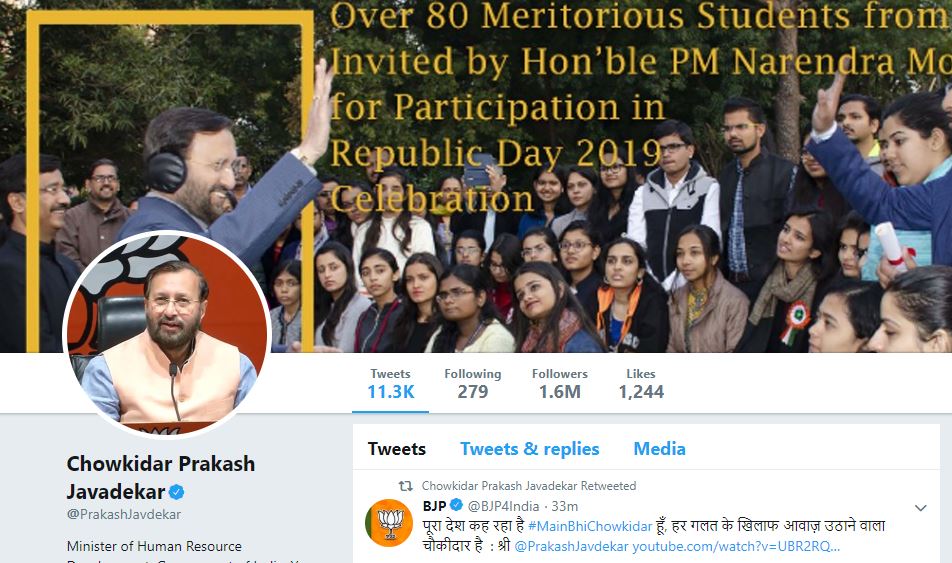 Over 80 Meritorious Students from
Invited by Hon'ble PM Narendra Mo
for Participation in
Republic Day 2019
Celebration
Tweets
11.3K
Following
279
Followers
1.6M
Likes
1,244
Chowkidar Prakash
Javadekar
@PrakashJavdekar
Minister of Human Resource
Tweets Tweets & replies Media
Chowkidar Prakash Javadekar Retweeted
BJP @BJP4India · 33m
पूरा देश कह रहा है #MainBhiChowkidar हूँ, हर गलत के खिलाफ आवाज़ उठाने वाला
चौकीदार है : श्री @PrakashJavdekar youtube.com/watch?v=UBR2RQ...